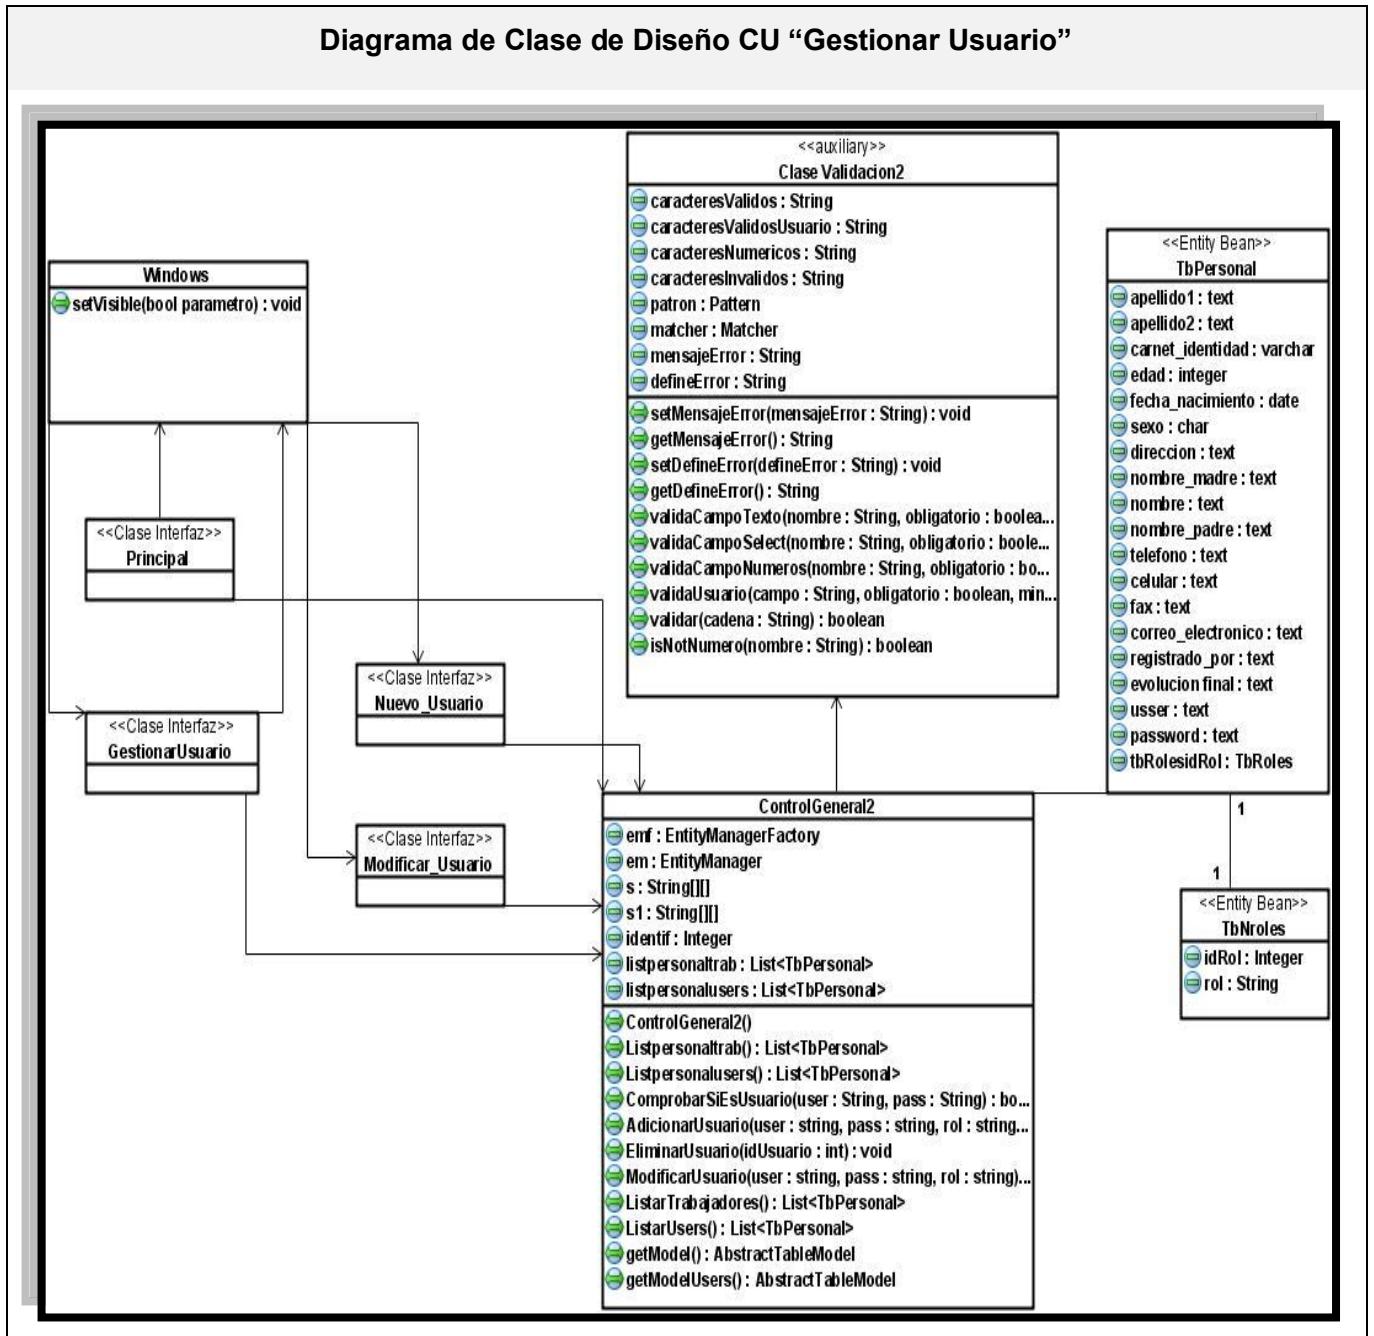 Diagrama de Clase de Diseño CU “Gestionar Usuario”
<<auxiliary>>
Clase Validacion2
caracteresValidos : String
caracteresValidosUsuario : String
caracteresNumericos : String
caracteresInvalidos : String
patron : Pattern
matcher : Matcher
mensajeError : String
defineError : String
setMensajeError(mensajeError : String) : void
getMensajeError() : String
setDefineError(defineError : String) : void
getDefineError() : String
validaCampoTexto(nombre : String, obligatorio : boolea...
validaCampoSelect(nombre : String, obligatorio : boole...
validaCampoNumeros(nombre : String, obligatorio : bo...
validaUsuario(campo : String, obligatorio : boolean, min...
validar(cadena : String) : boolean
isNotNumero(nombre : String) : boolean
Windows
setVisible(bool parametro) : void
<<Clase Interfaz>>
Principal
<<Clase Interfaz>>
GestionarUsuario
<<Clase Interfaz>>
Nuevo_Usuario
<<Clase Interfaz>>
Modificar_Usuario
<<Entity Bean>>
TbPersonal
apellido1 : text
apellido2 : text
carnet_identidad : varchar
edad : integer
fecha_nacimiento : date
sexo : char
direccion : text
nombre_madre : text
nombre : text
nombre_padre : text
telefono : text
celular : text
fax : text
correo_electronico : text
registrado_por : text
evolucion final : text
usser : text
password : text
tbRolesidRol : TbRoles
1
1
<<Entity Bean>>
TbNroles
idRol : Integer
rol : String
ControlGeneral2
emf : EntityManagerFactory
em : EntityManager
s : String[][]
s1 : String[][]
identif : Integer
listpersonaltrab : List<TbPersonal>
listpersonalusers : List<TbPersonal>
ControlGeneral2()
Listpersonaltrab() : List<TbPersonal>
Listpersonalusers() : List<TbPersonal>
ComprobarSiEsUsuario(user : String, pass : String) : bo...
AdicionarUsuario(user : string, pass : string, rol : string...
EliminarUsuario(idUsuario : int) : void
ModificarUsuario(user : string, pass : string, rol : string)...
ListarTrabajadores() : List<TbPersonal>
ListarUsers() : List<TbPersonal>
getModel() : AbstractTableModel
getModelUsers() : AbstractTableModel